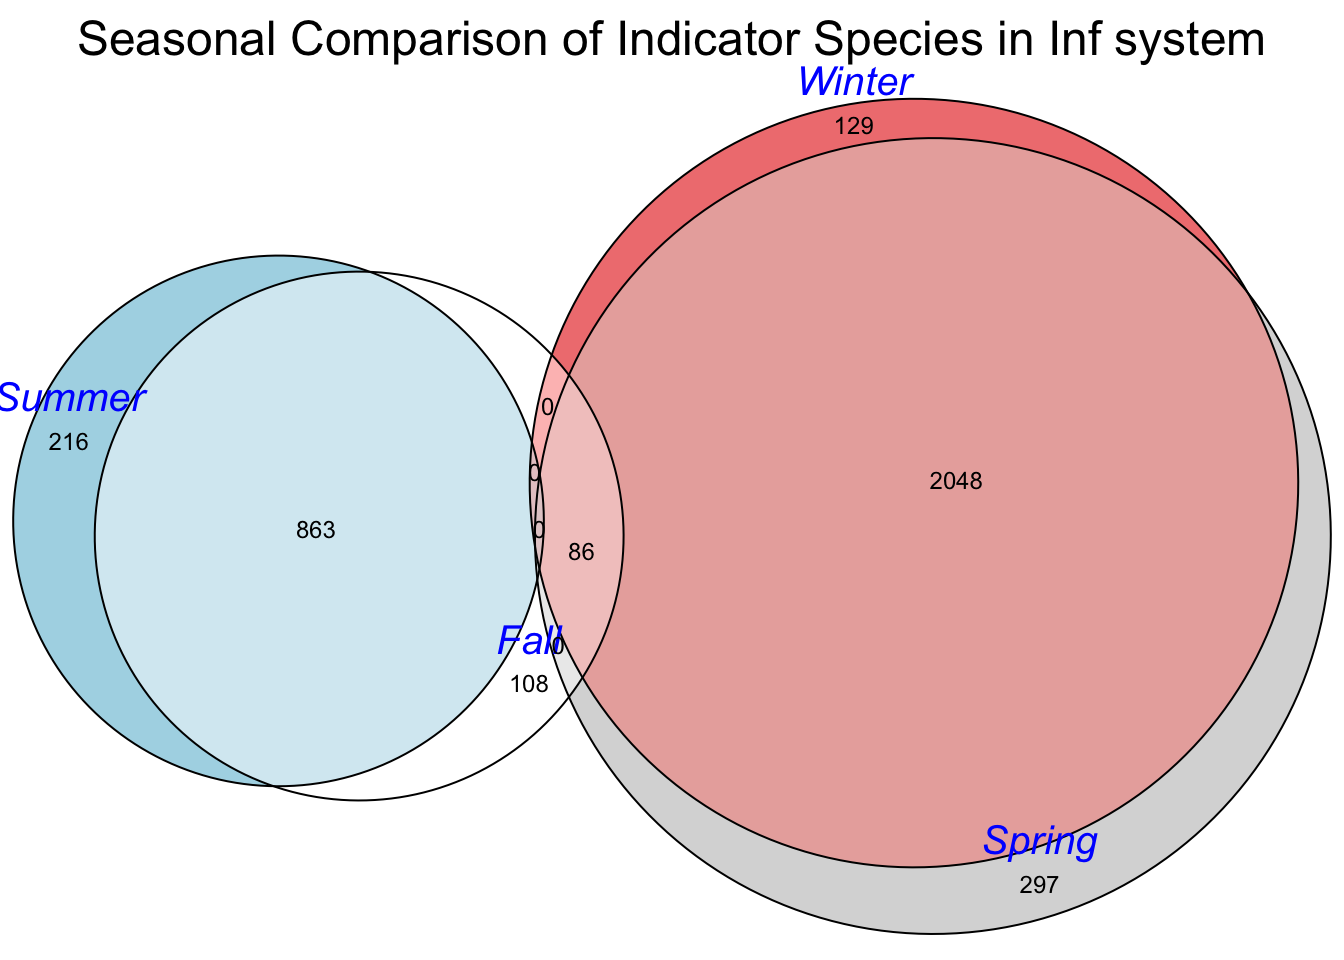 Seasonal Comparison of Indicator Species in Inf system
Winter
129
Summer
216
0
0
2048
863
0
86
Fall
0
108
Spring
297